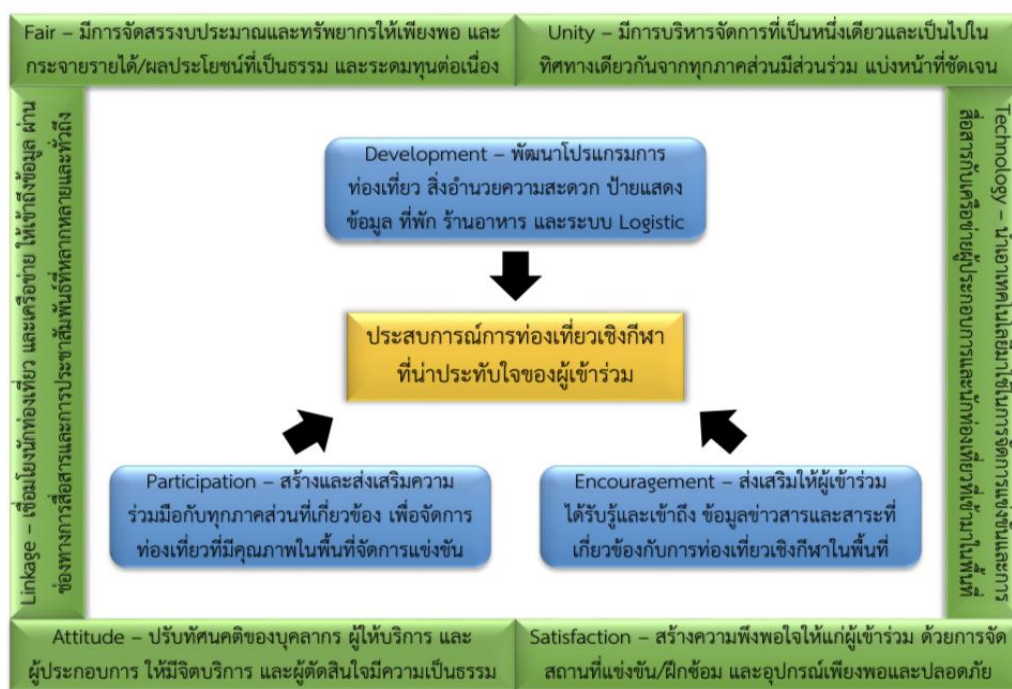 Fair – มีการจัดสรรงบประมาณและทรัพยากรให้เพียงพอ และ
กระจายรายได้/ผลประโยชน์ที่เป็นธรรม และระดมทุนต่อเนื่อง
Unity – มีการบริหารจัดการที่เป็นหนึ่งเดียวและเป็นไปใน
ทิศทางเดียวกันจากทุกภาคส่วนมีส่วนร่วม แบ่งหน้าที่ชัดเจน
Linkage – เชื่อมโยงนักท่องเที่ยว และเครือข่าย ให้เข้าถึงข้อมูล ผ่าน
ช่องทางการสื่อสารและการประชาสัมพันธ์ที่หลากหลายและทั่วถึง
Technology – นำเอาเทคโนโลยีมาใช้ในการจัดการแข่งขันและการ
สื่อสารกับเครือข่ายผู้ประกอบการและนักท่องเที่ยวที่เข้ามาในพื้นที่
Development – พัฒนาโปรแกรมการ
ท่องเที่ยว สิ่งอำนวยความสะดวก ป้ายแสดง
ข้อมูล ที่พัก ร้านอาหาร และระบบ Logistic
ประสบการณ์การท่องเที่ยวเชิงกีฬา
ที่น่าประทับใจของผู้เข้าร่วม
Participation – สร้างและส่งเสริมความ
ร่วมมือกับทุกภาคส่วนที่เกี่ยวข้อง เพื่อจัดการ
ท่องเที่ยวที่มีคุณภาพในพื้นที่จัดการแข่งขัน
Encouragement – ส่งเสริมให้ผู้เข้าร่วม
ได้รับรู้และเข้าถึง ข้อมูลข่าวสารและสาระที่
เกี่ยวข้องกับการท่องเที่ยวเชิงกีฬาในพื้นที่
Attitude – ปรับทัศนคติของบุคลากร ผู้ให้บริการ และ
ผู้ประกอบการ ให้มีจิตบริการ และผู้ตัดสินใจมีความเป็นธรรม
Satisfaction – สร้างความพึงพอใจให้แก่ผู้เข้าร่วม ด้วยการจัด
สถานที่แข่งขัน/ฝึกซ้อม และอุปกรณ์เพียงพอและปลอดภัย